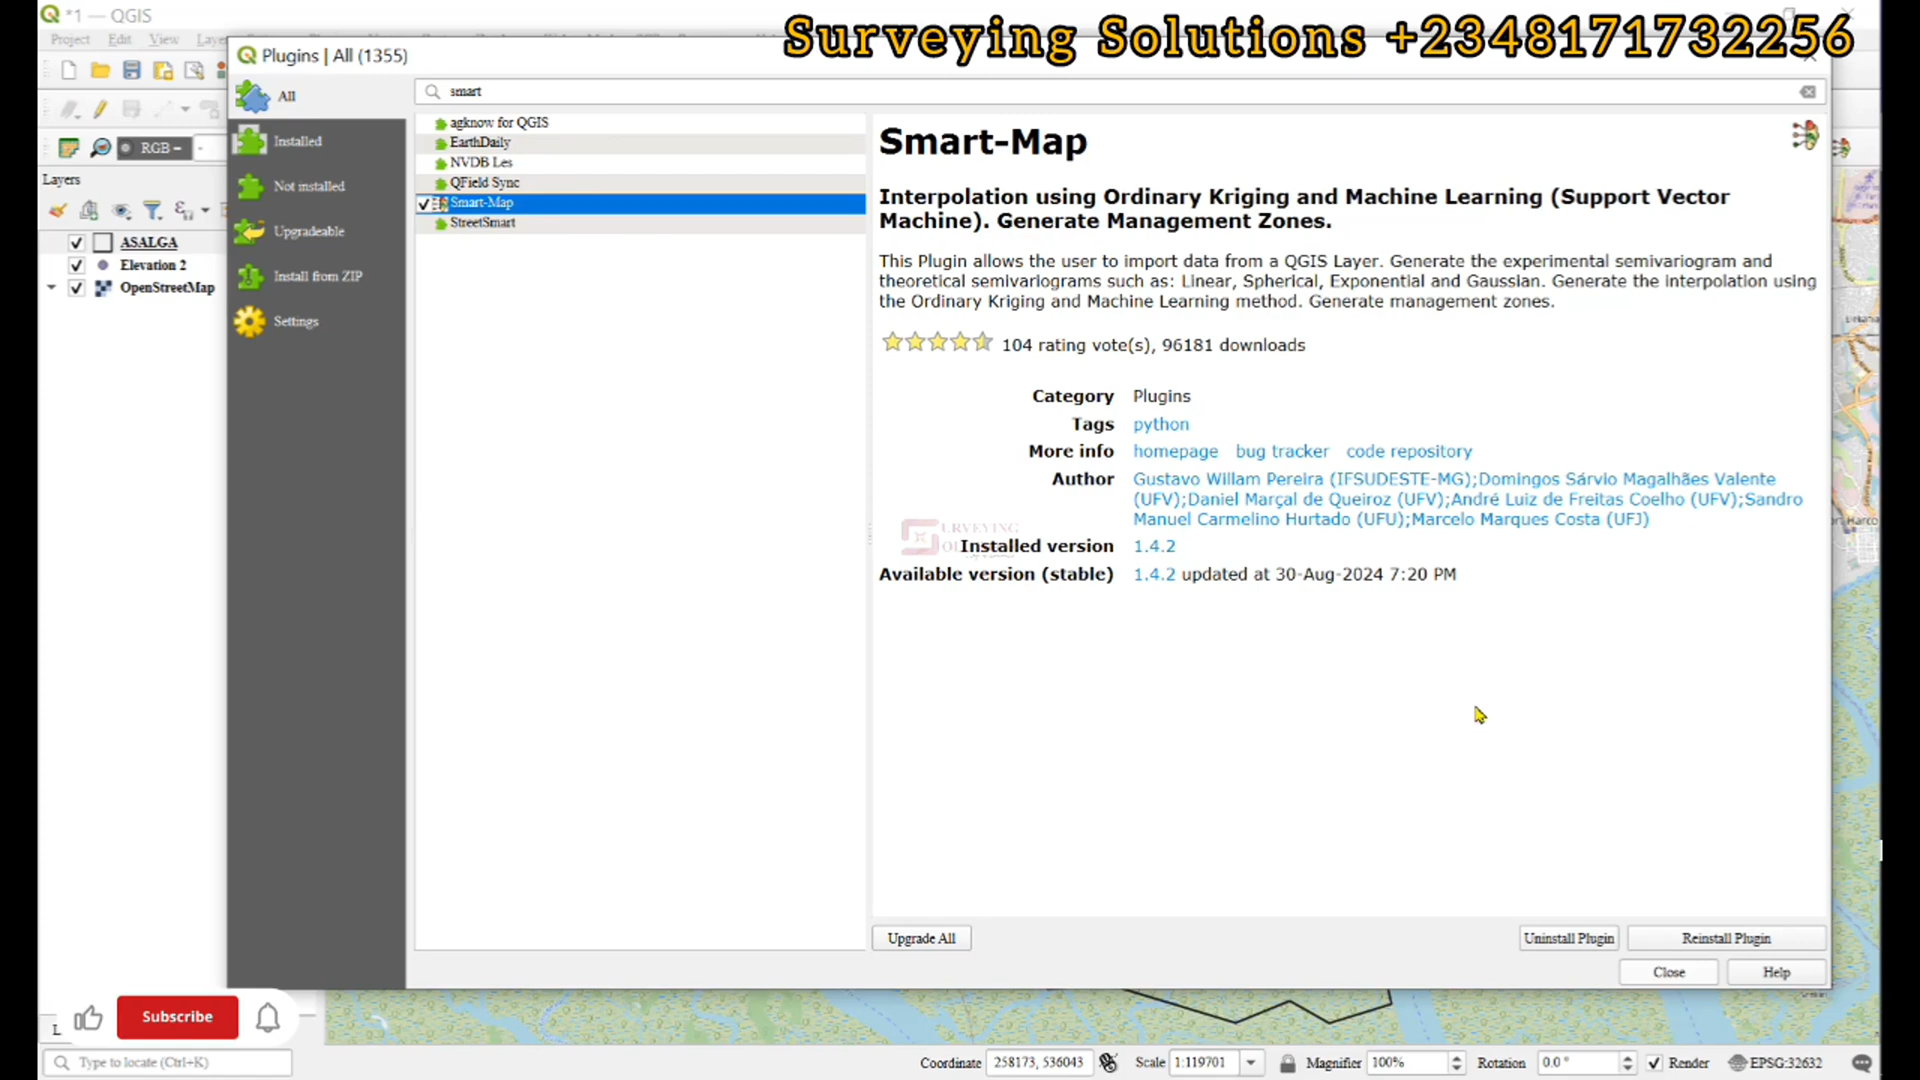 *1 — QGIS
Surveying Solutions +2348171732256
Project Edit View Laye
Plugins | All (1355)
All
smart
Installed
Not installed
Upgradeable
Install from ZIP
Settings
RGB
Layers
ASALGA
Elevation 2
OpenStreetMap
agknow for QGIS
EarthDaily
NVDB Les
QField Sync
Smart-Map
StreetSmart
Smart-Map
Interpolation using Ordinary Kriging and Machine Learning (Support Vector
Machine). Generate Management Zones.
This Plugin allows the user to import data from a QGIS Layer. Generate the experimental semivariogram and
theoretical semivariograms such as: Linear, Spherical, Exponential and Gaussian. Generate the interpolation using
the Ordinary Kriging and Machine Learning method. Generate management zones.
104 rating vote(s), 96181 downloads
Category Plugins
Tags python
More info homepage bug tracker code repository
Author Gustavo Willam Pereira (IFSUDESTE-MG);Domingos Sárvio Magalhães Valente
(UFV);Daniel Marçal de Queiroz (UFV);André Luiz de Freitas Coelho (UFV);Sandro
Manuel Carmelino Hurtado (UFU);Marcelo Marques Costa (UFJ)
Installed version 1.4.2
Available version (stable) 1.4.2 updated at 30-Aug-2024 7:20 PM
Upgrade All
Uninstall Plugin
Reinstall Plugin
Close
Help
Subscribe
Type to locate (Ctrl+K)
Coordinate 258173, 536043
Scale 1:119701
Magnifier 100%
Rotation 0.0 °
Render
EPSG:32632